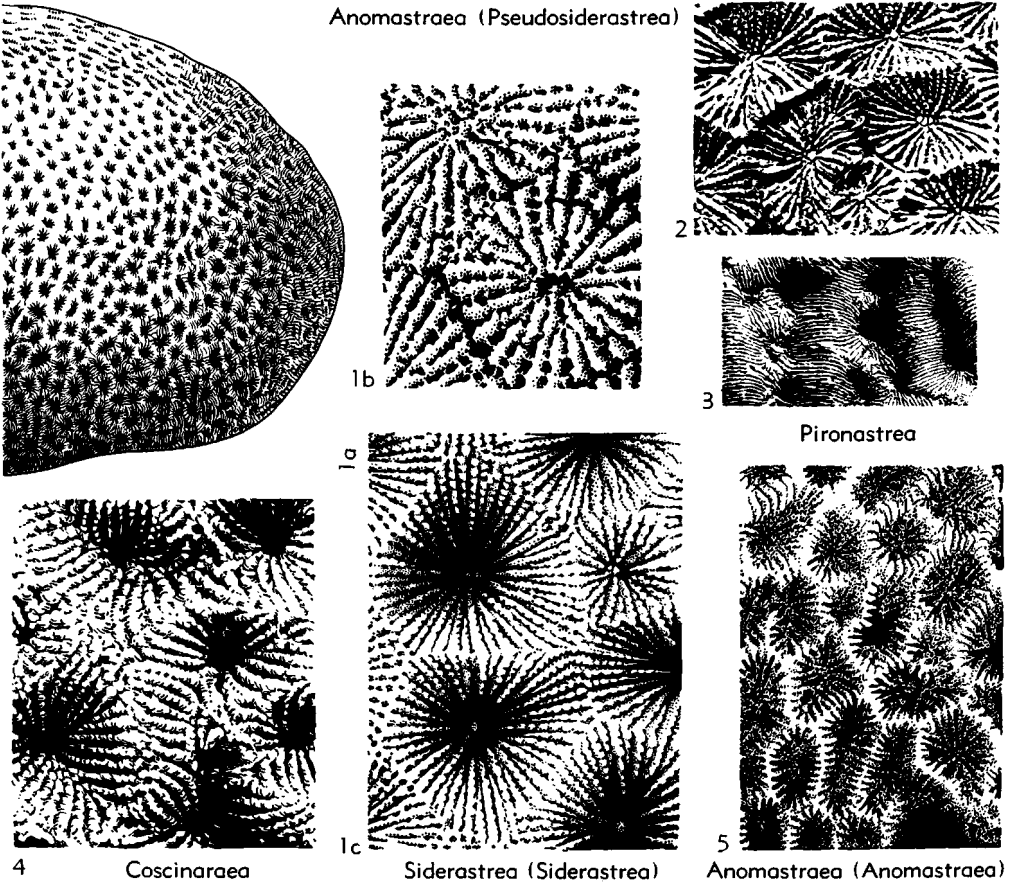 Anomastraea (Pseudosiderastrea)
2
1b
3
Pironastrea
1a
1c
4
5
Coscinaraea
Siderastrea (Siderastrea)
Anomastraea (Anomastraea)